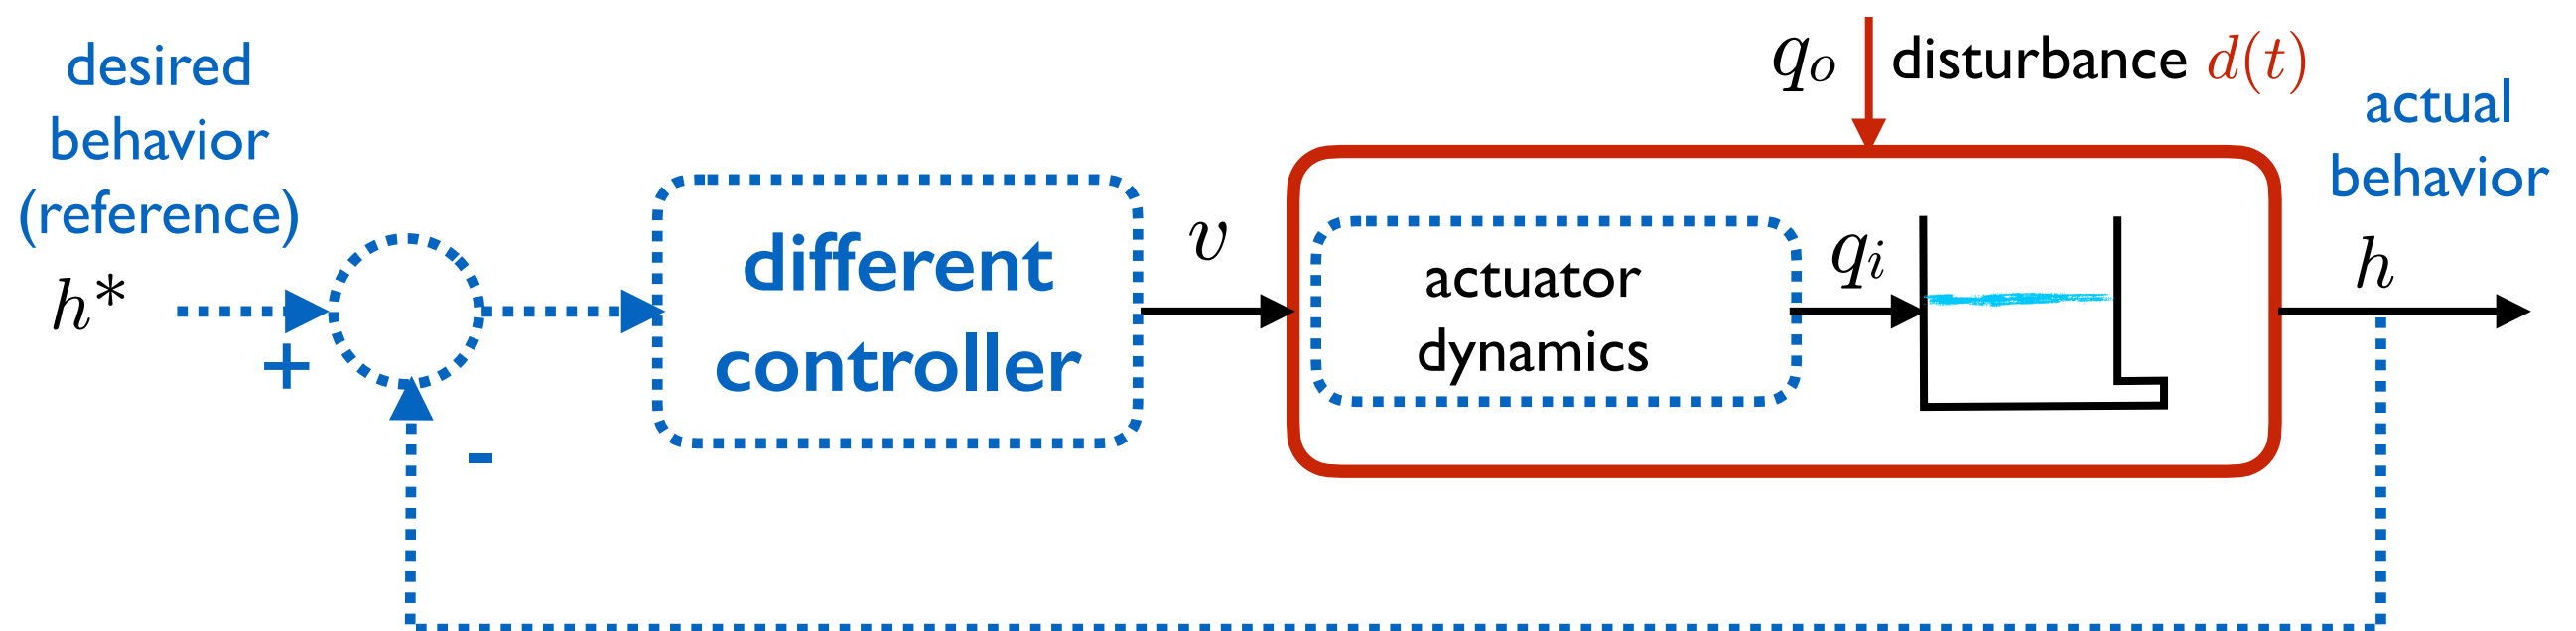 desired
behavior
(reference)
h*
+
-
different
controller
v
q_o
disturbance d(t)
actuator
dynamics
q_i
actual
behavior
h